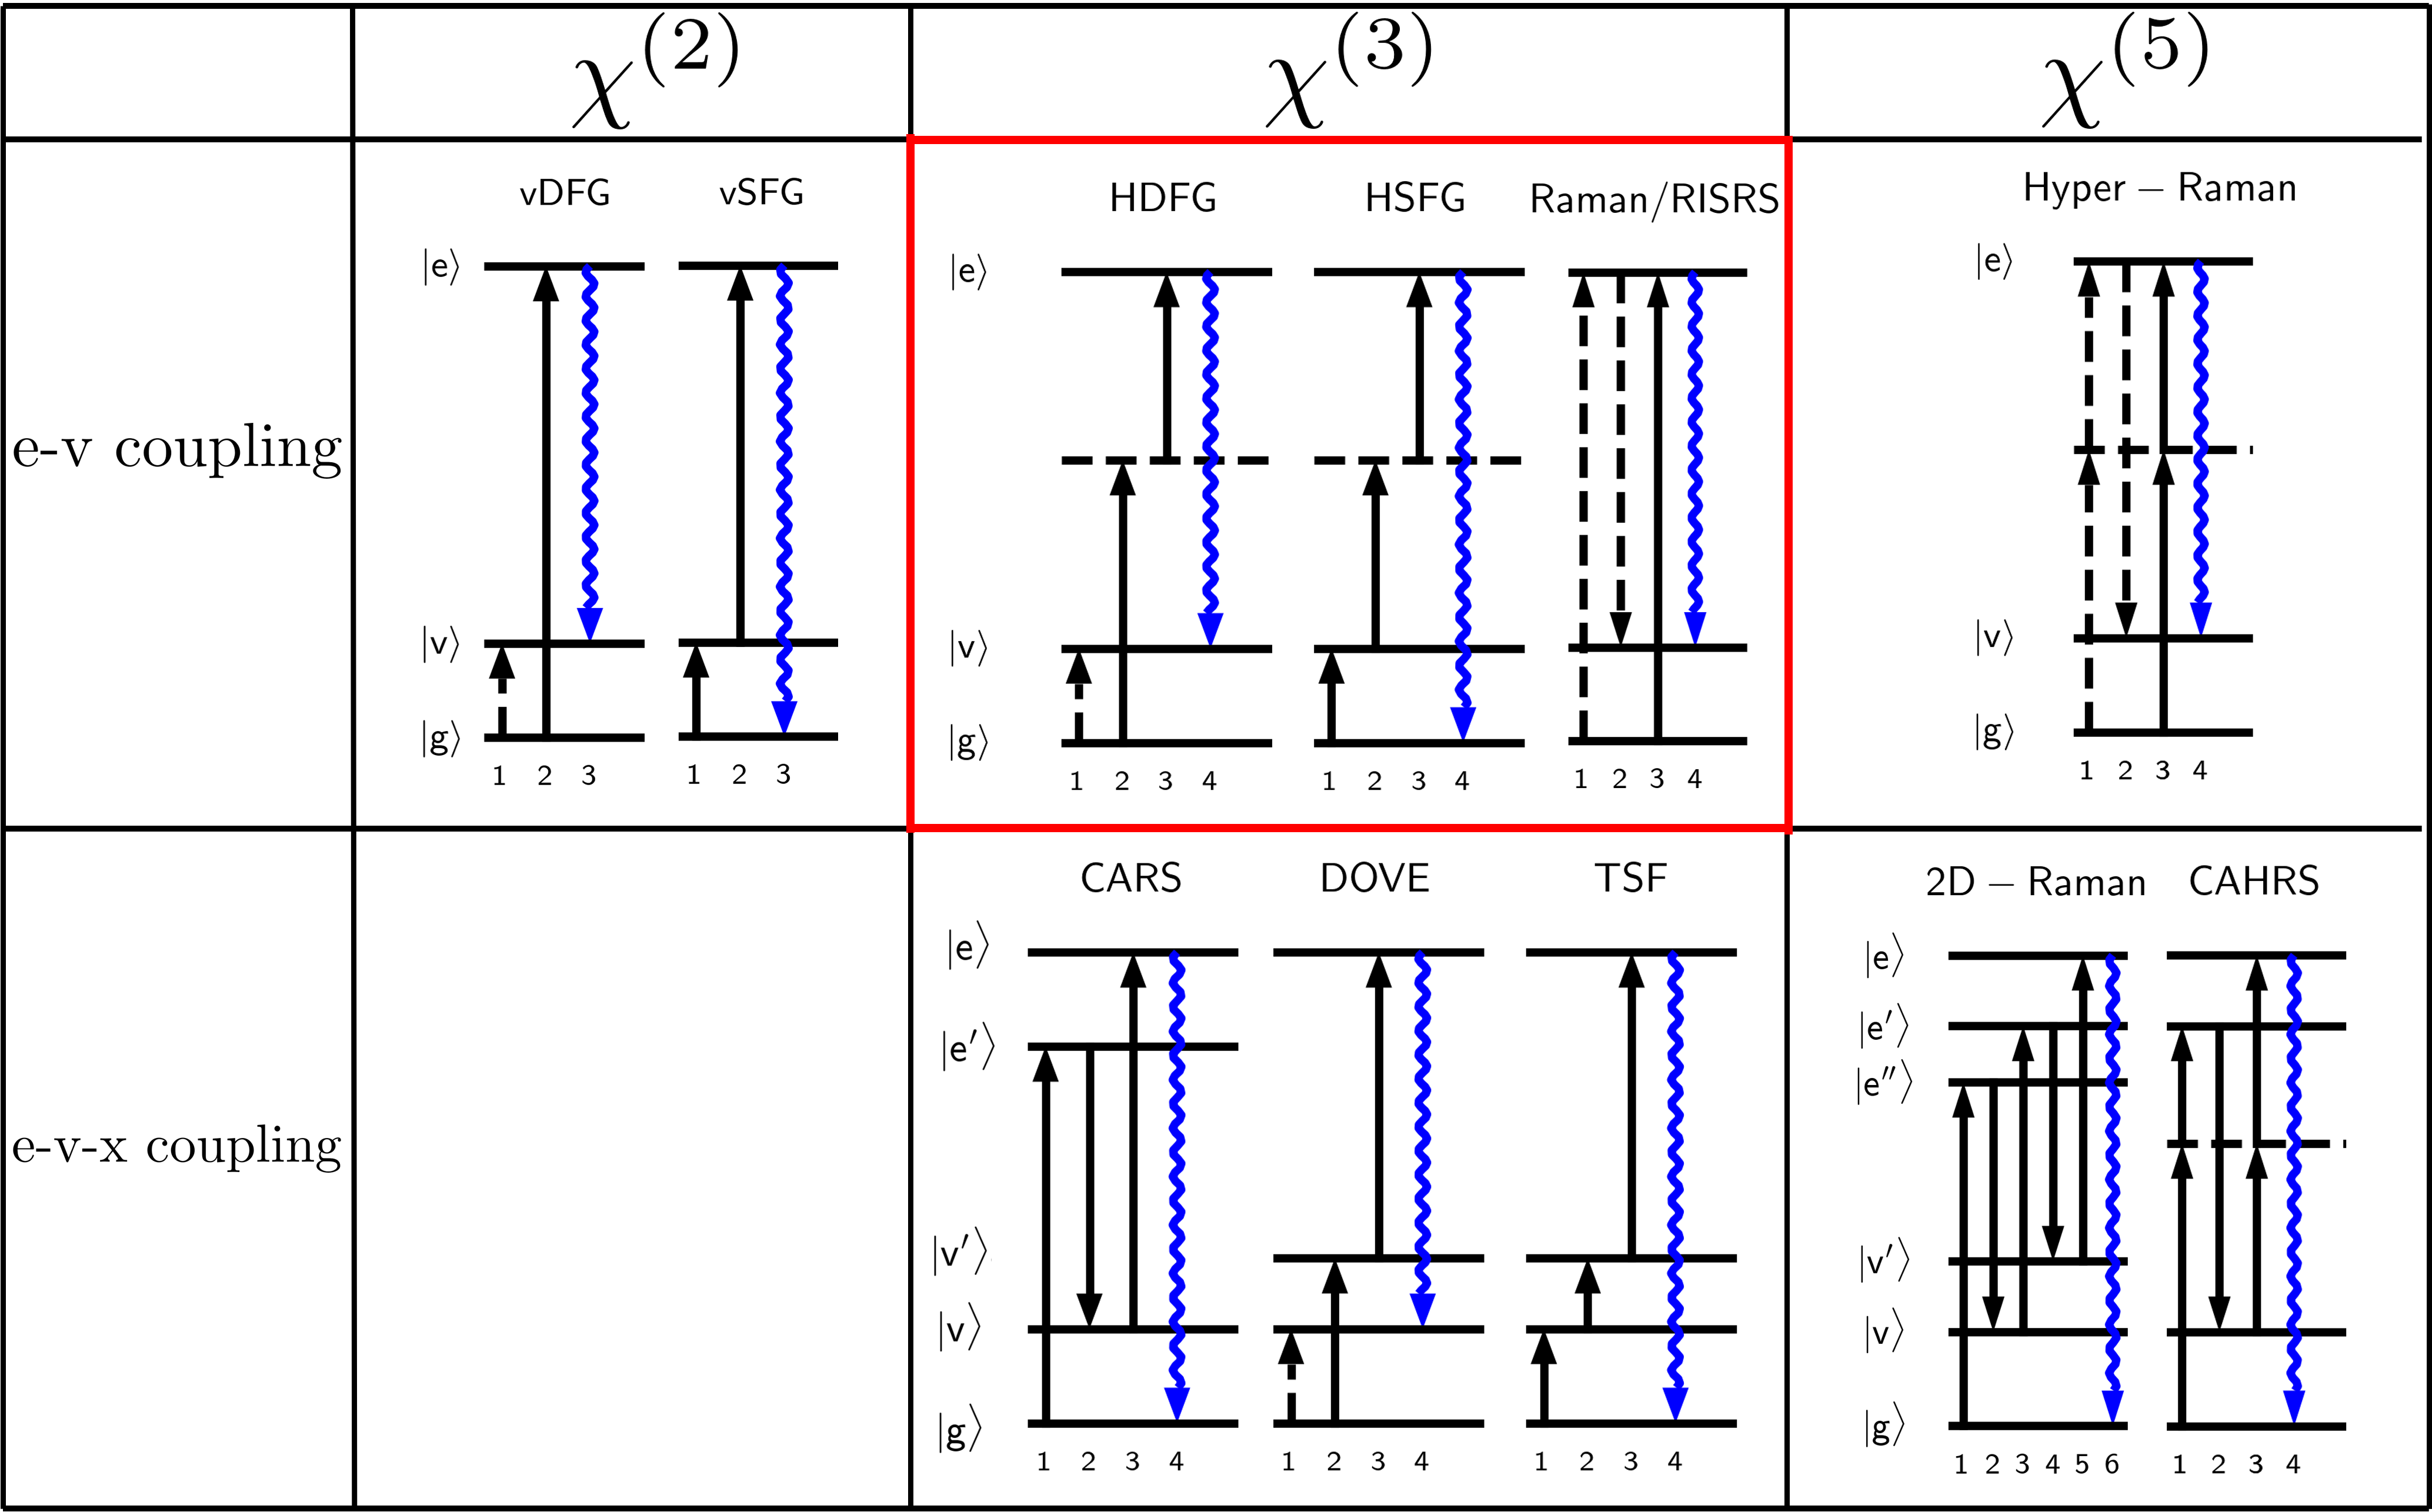 χ(2) χ(3) χ(5)
e-v coupling
vDFG vSFG
|e⟩
|v⟩
|g⟩
1 2 3 1 2 3
HDFG HSFG Raman/RISRS
|e⟩
|v⟩
|g⟩
1 2 3 4 1 2 3 4 1 2 3 4
Hyper – Raman
|e⟩
|v⟩
|g⟩
1 2 3 4
e-v-x coupling
CARS DOVE TSF
|e⟩
|e′⟩
|v′⟩
|v⟩
|g⟩
1 2 3 4 1 2 3 4 1 2 3 4
2D – Raman CAHRS
|e⟩
|e′⟩
|e″⟩
|v′⟩
|v⟩
|g⟩
1 2 3 4 5 6 1 2 3 4